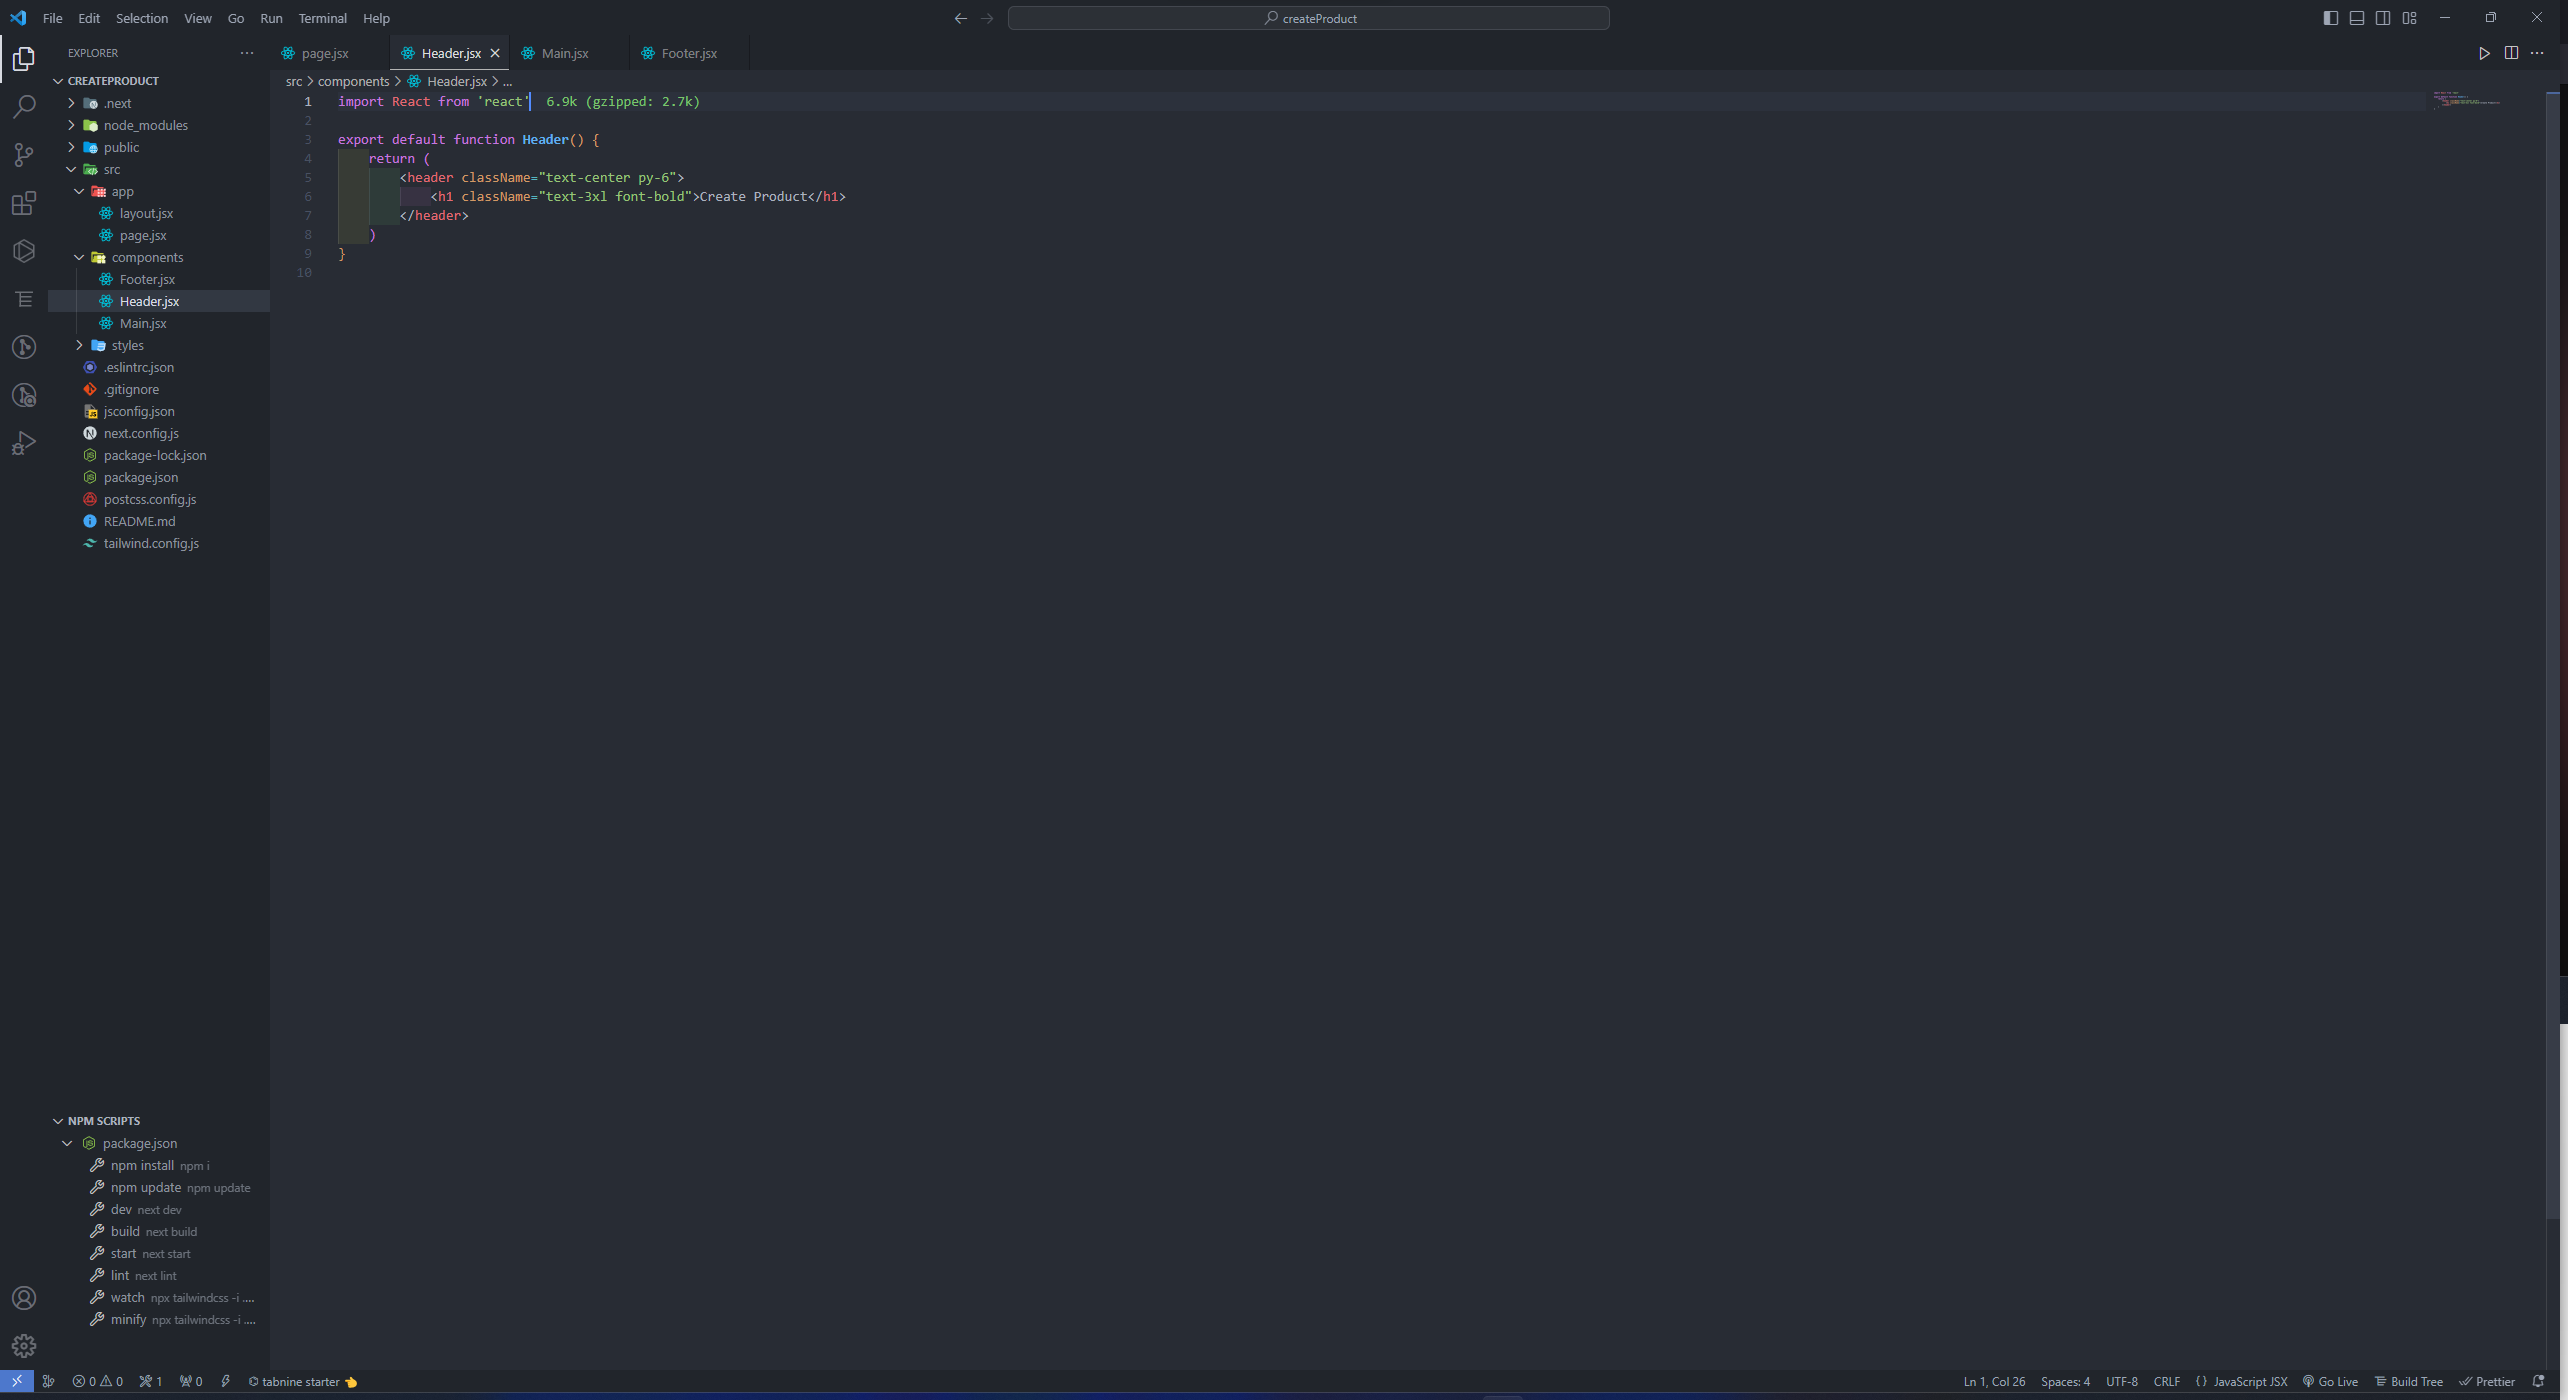 File Edit Selection View Go Run Terminal Help
createProduct
EXPLORER
page.jsx
Header.jsx
Main.jsx
Footer.jsx
CREATEPRODUCT
.next
node_modules
public
src
app
layout.jsx
page.jsx
components
Footer.jsx
Header.jsx
Main.jsx
styles
.eslintrc.json
.gitignore
jsconfig.json
next.config.js
package-lock.json
package.json
postcss.config.js
README.md
tailwind.config.js
src > components > Header.jsx > ...
1 import React from 'react' 6.9k (gzipped: 2.7k)
2
3 export default function Header() {
4 return (
5 <header className="text-center py-6">
6 <h1 className="text-3xl font-bold">Create Product</h1>
7 </header>
8 )
9 }
10
NPM SCRIPTS
package.json
npm install npm i
npm update npm update
dev next dev
build next build
start next start
lint next lint
watch npx tailwindcss -i ....
minify npx tailwindcss -i ....
0 0 1 0 tabnine starter
Ln 1, Col 26 Spaces: 4 UTF-8 CRLF {} JavaScript JSX Go Live Build Tree Prettier